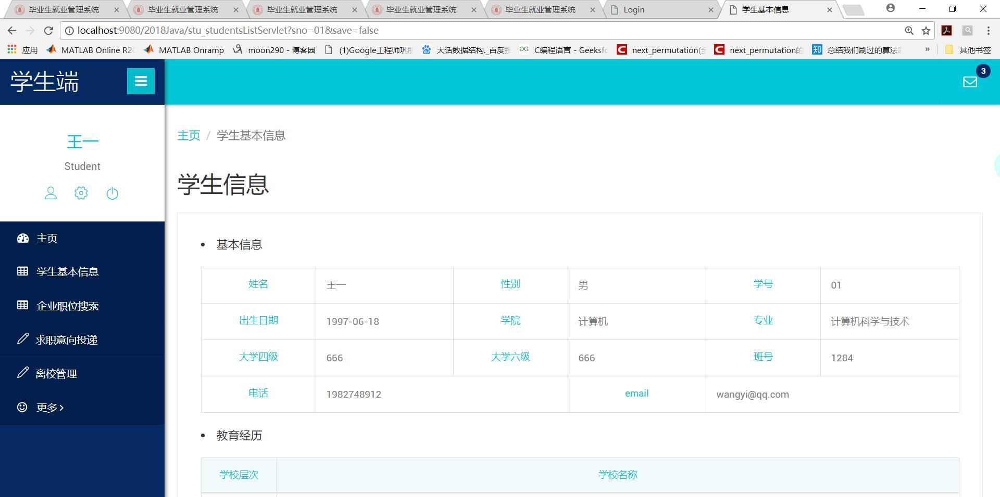 毕业生就业管理系统 毕业生就业管理系统 毕业生就业管理系统 毕业生就业管理系统 毕业生就业管理系统 Login 学生基本信息
localhost:9080/2018Java/stu_studentsListServlet?sno=01&save=false
应用 MATLAB Online R20 MATLAB Onramp moon290 - 博客园 (1)Google工程师巩朋 大话数据结构._百度搜 C编程语言 - Geeksfo next_permutation(全 next_permutation的 总结我们刷过的算法题 » 其他书签
学生端
3
王一
Student
主页
学生基本信息
企业职位搜索
求职意向投递
离校管理
更多
主页 / 学生基本信息
学生信息
• 基本信息
姓名 王一 性别 男 学号 01
出生日期 1997-06-18 学院 计算机 专业 计算机科学与技术
大学四级 666 大学六级 666 班号 1284
电话 1982748912 email wangyi@qq.com
• 教育经历
学校层次 学校名称